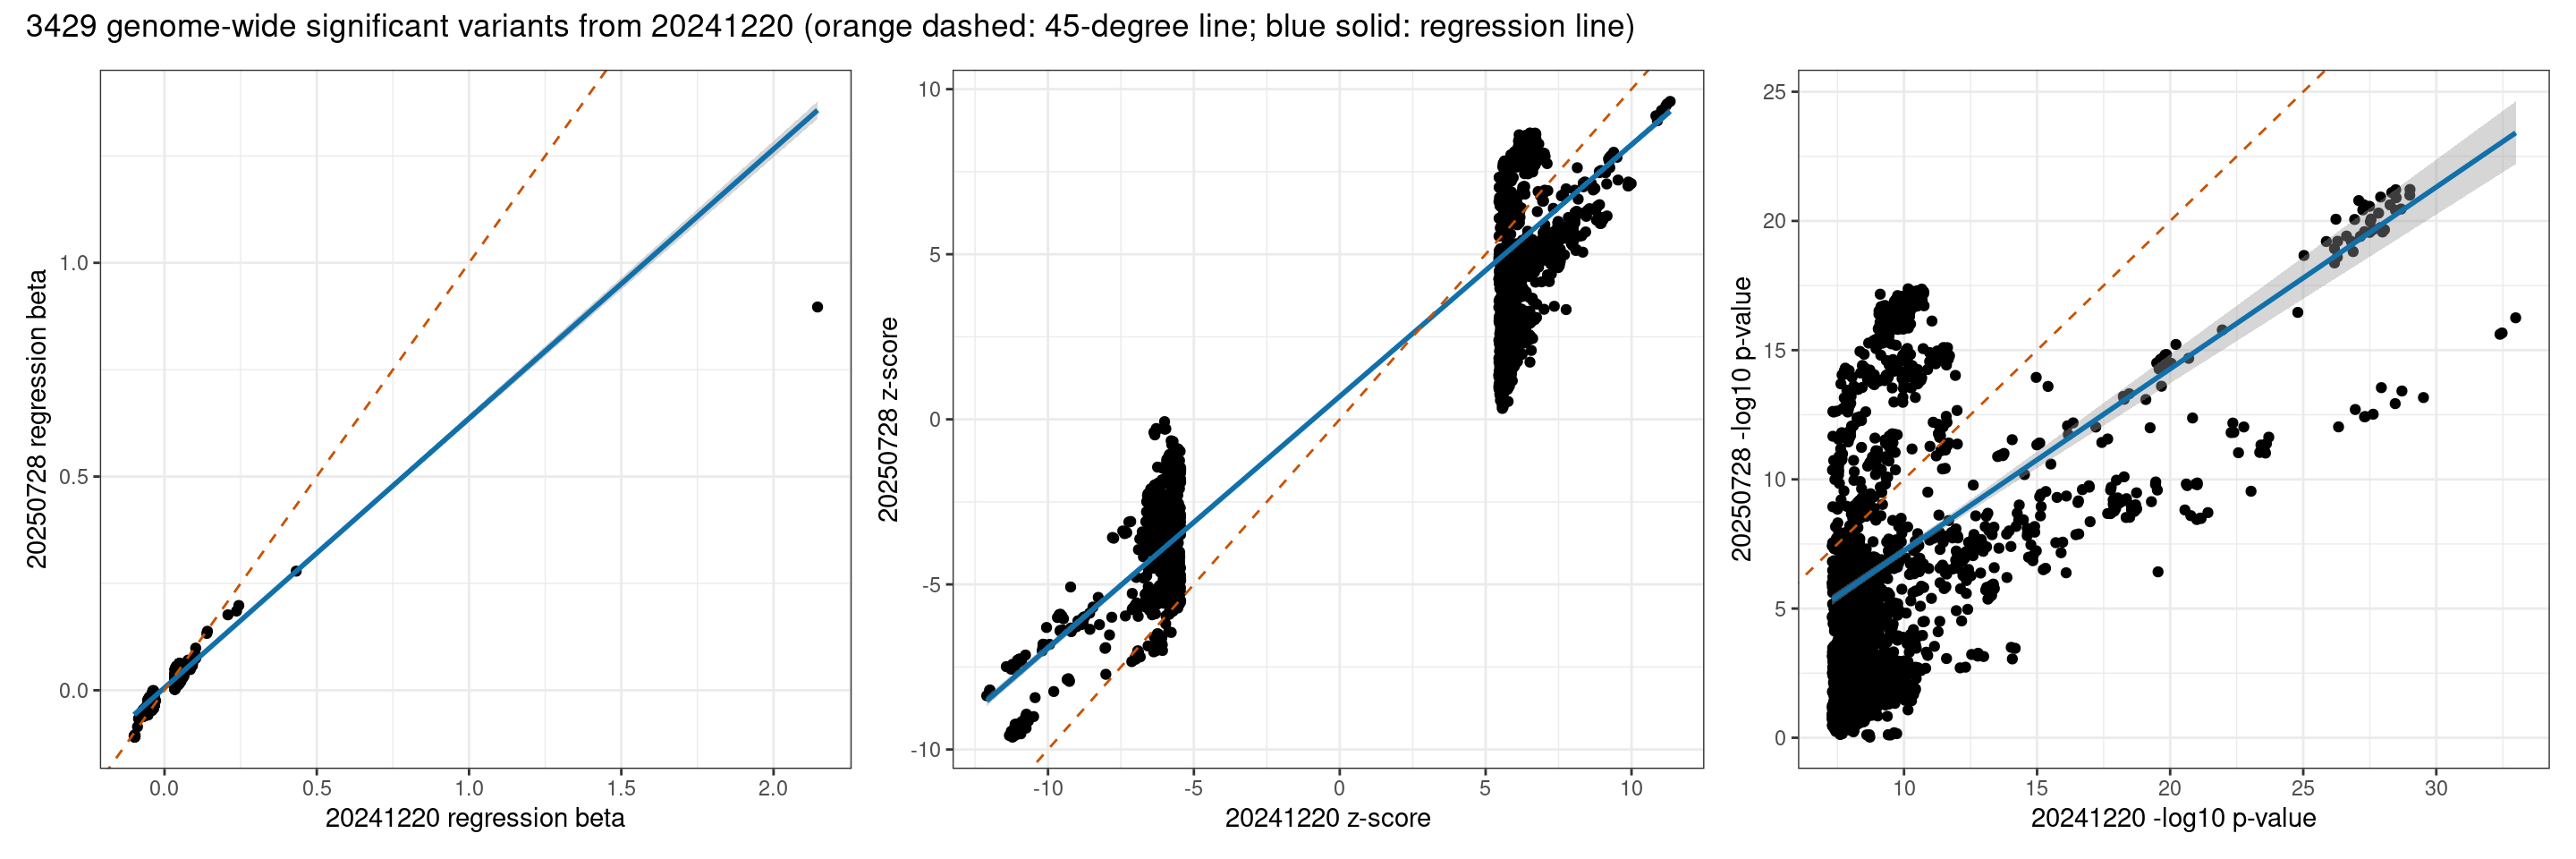 3429 genome-wide significant variants from 20241220 (orange dashed: 45-degree line; blue solid: regression line)
20250728 regression beta
1.0
0.5
0.0
0.0 0.5 1.0 1.5 2.0
20241220 regression beta
20250728 z-score
10
5
0
-5
-10
-10 -5 0 5 10
20241220 z-score
20250728 -log10 p-value
25
20
15
10
5
0
10 15 20 25 30
20241220 -log10 p-value